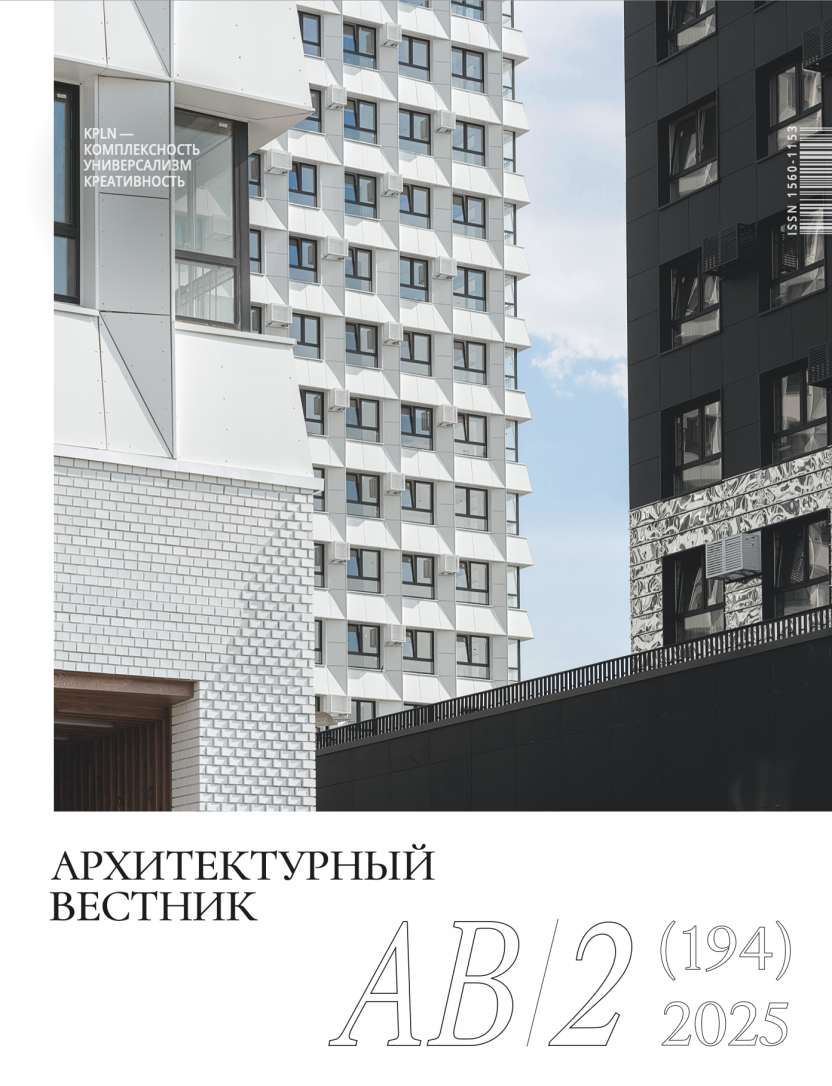 KPLN —
КОМПЛЕКСНОСТЬ
УНИВЕРСАЛИЗМ
КРЕАТИВНОСТЬ
ISSN 1560-1153
АРХИТЕКТУРНЫЙ
ВЕСТНИК
АВ/2 (194)
2025